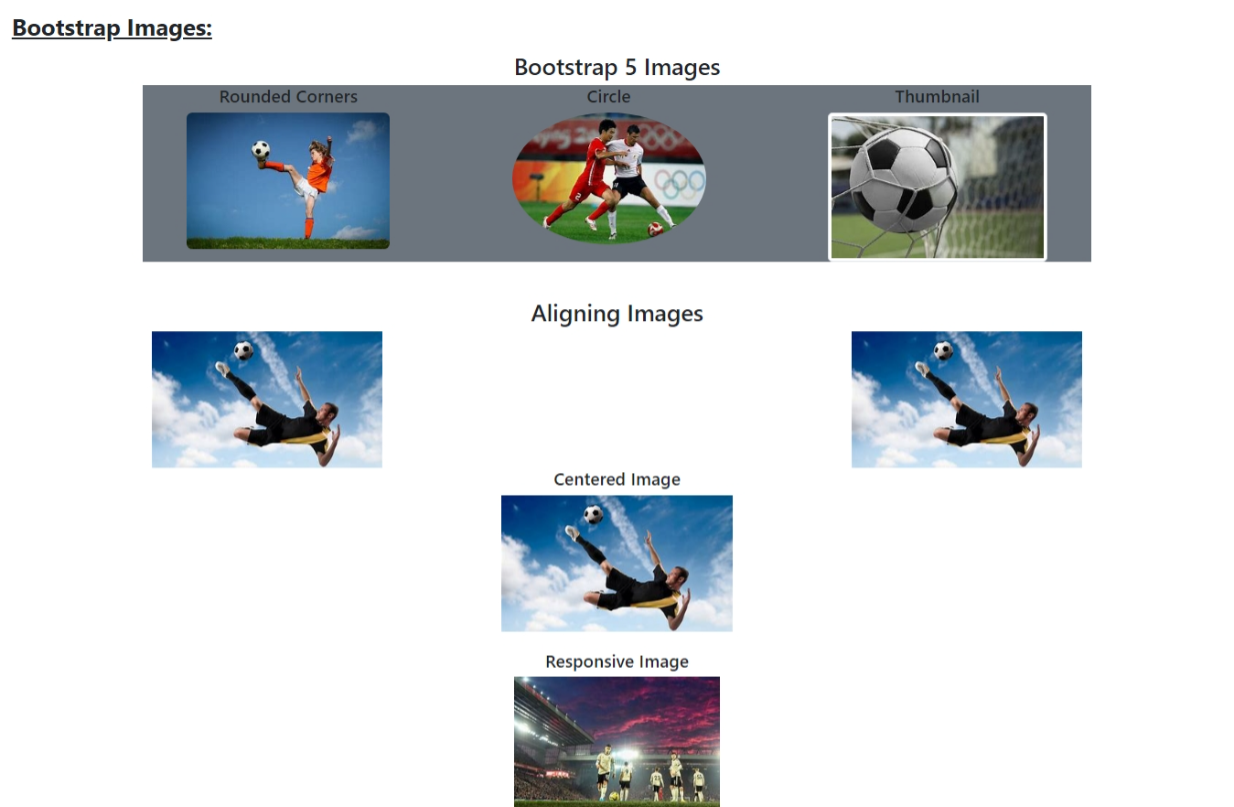 Bootstrap Images:
Bootstrap 5 Images
Rounded Corners
Circle
Thumbnail
Aligning Images
Centered Image
Responsive Image